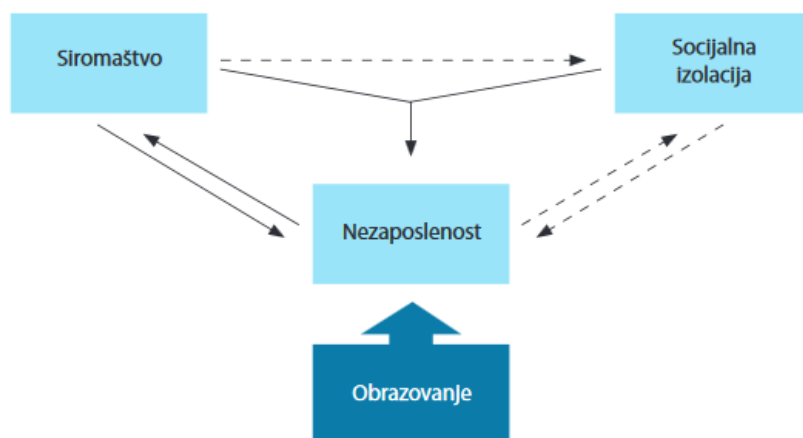 Siromaštvo
Socijalna
izolacija
Nezaposlenost
Obrazovanje